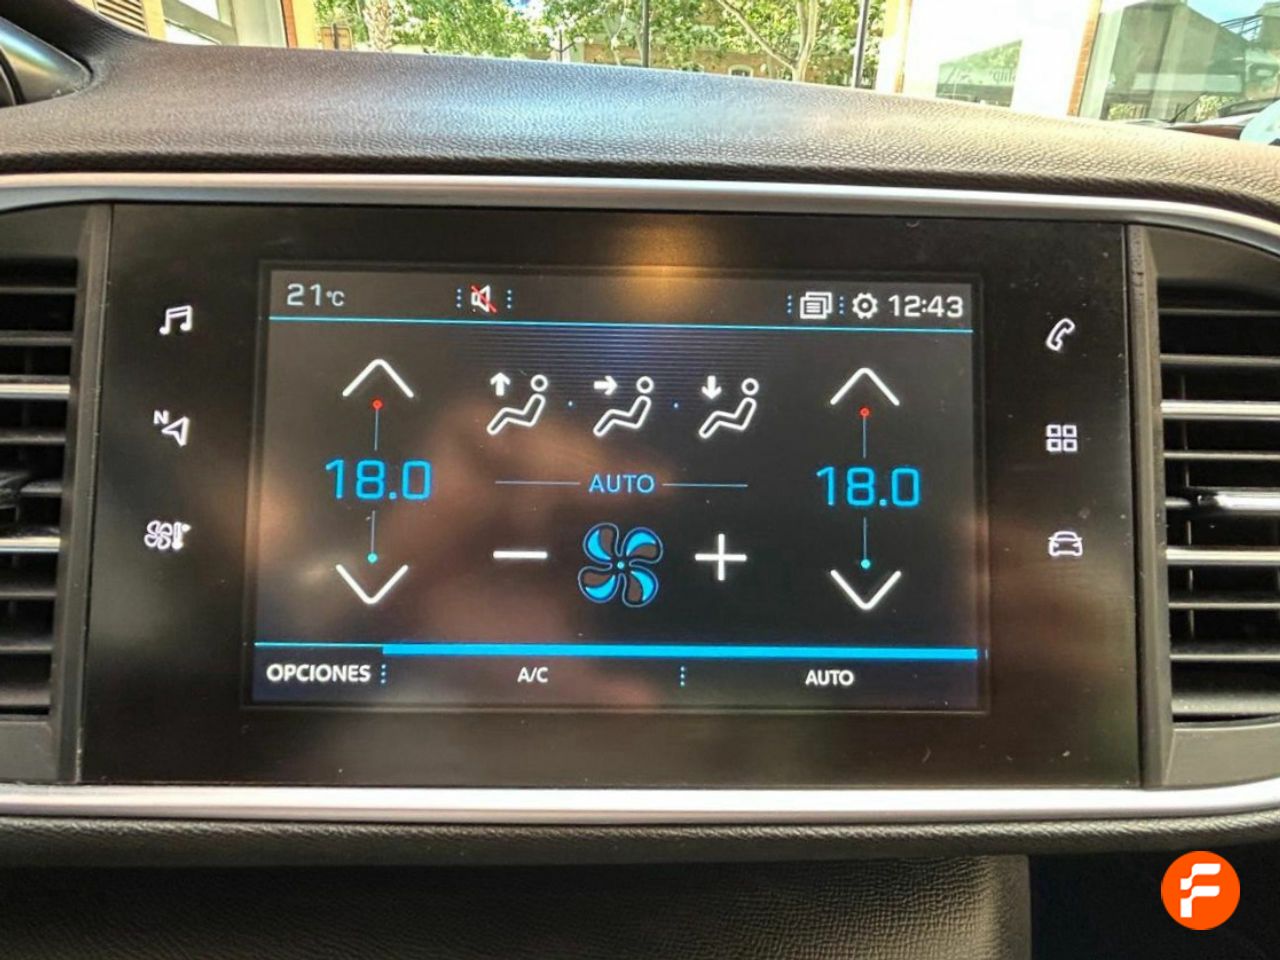 21°C
12:43
N
18.0
AUTO
18.0
OPCIONES
A/C
AUTO